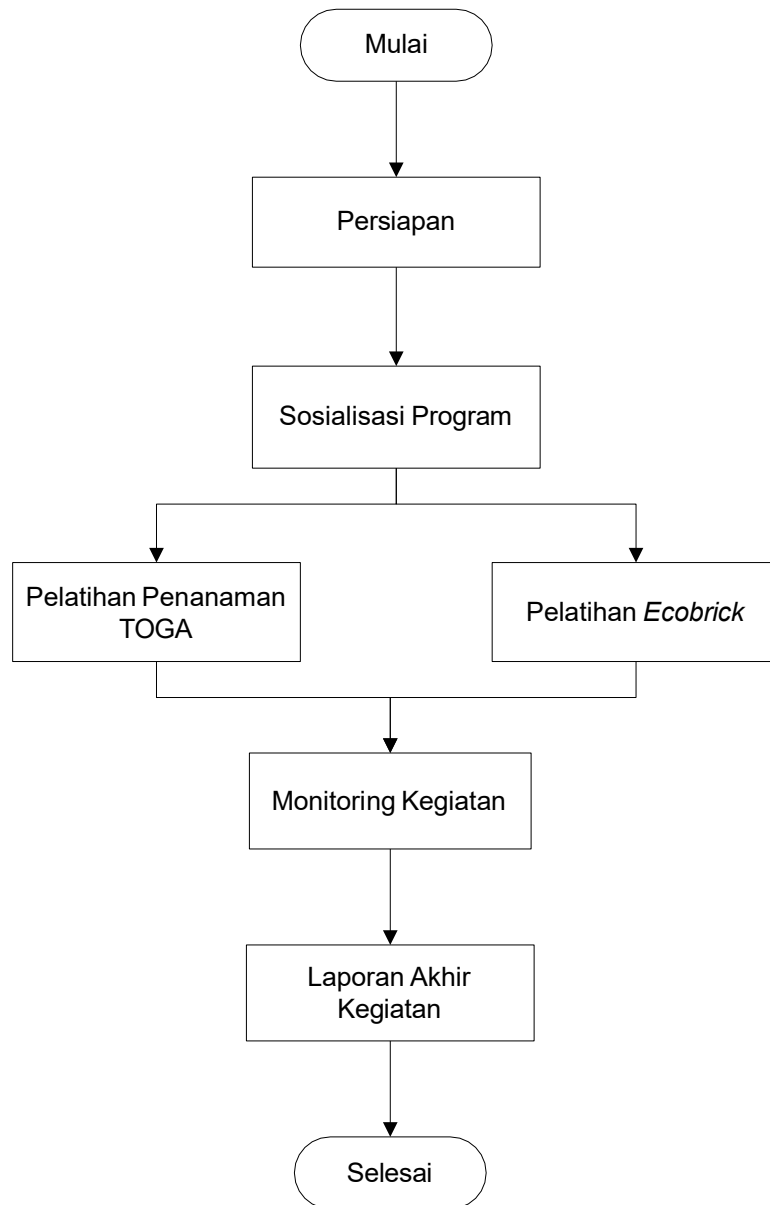 Mulai
Persiapan
Sosialisasi Program
Pelatihan Penanaman
TOGA
Pelatihan Ecobrick
Monitoring Kegiatan
Laporan Akhir
Kegiatan
Selesai